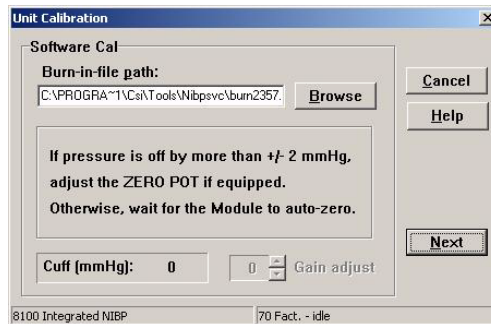 Unit Calibration
Software Cal
Burn-in-file path:
C:\PROGRA~1\Csi\Tools\Nibpsvc\burn2357.
Browse
Cancel
Help
If pressure is off by more than +/- 2 mmHg,
adjust the ZERO POT if equipped.
Otherwise, wait for the Module to auto-zero.
Next
Cuff (mmHg): 0
0 Gain adjust
8100 Integrated NIBP
70 Fact. - idle